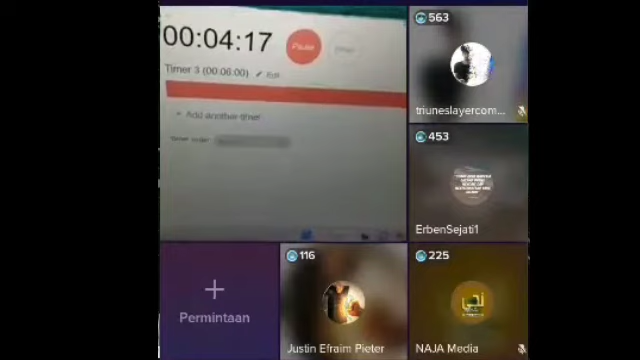 00:04:17
Pause
Timer 3 (00:06:00) Edit
+ Add another timer
563
triuneslayercom...
453
ErbenSejati1
Permintaan
116
Justin Efraim Pieter
225
NAJA Media